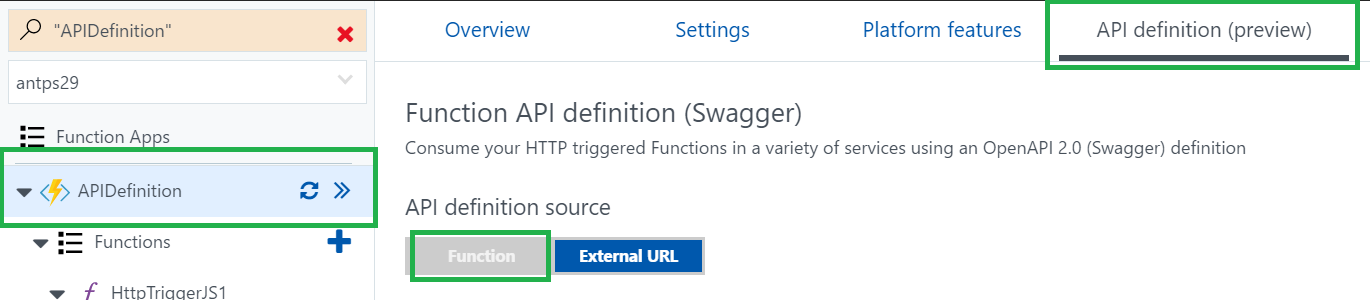 "APIDefinition"
antps29
Function Apps
APIDefinition
Functions
HttpTriggerJS1
Overview Settings Platform features API definition (preview)
Function API definition (Swagger)
Consume your HTTP triggered Functions in a variety of services using an OpenAPI 2.0 (Swagger) definition
API definition source
Function External URL